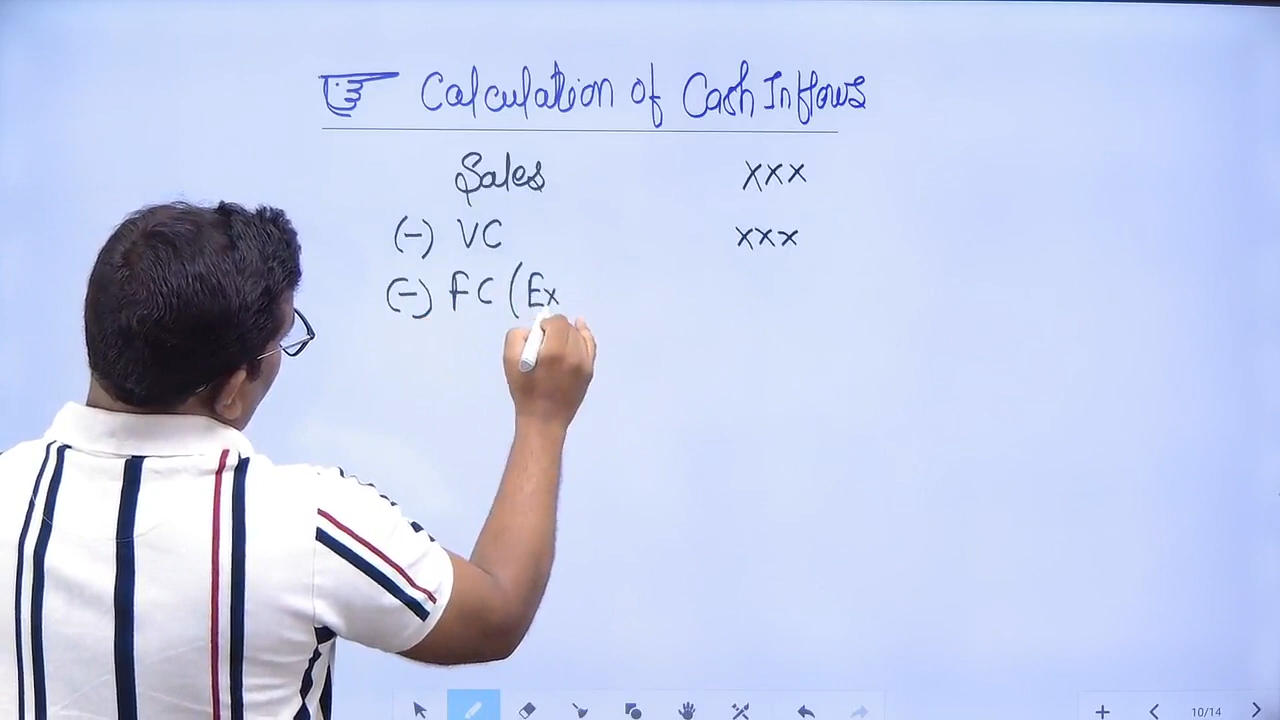 Calculation of Cash Inflows
Sales xxx
(-) VC xxx
(-) FC (Ex
10/14